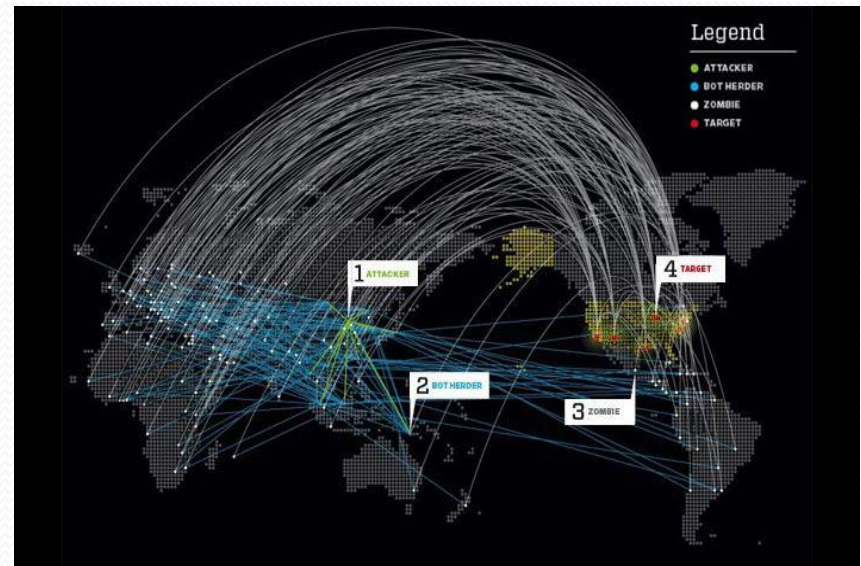 Legend
ATTACKER
BOT HERDER
ZOMBIE
TARGET
1 ATTACKER
4 TARGET
2 BOT HERDER
3 ZOMBIE